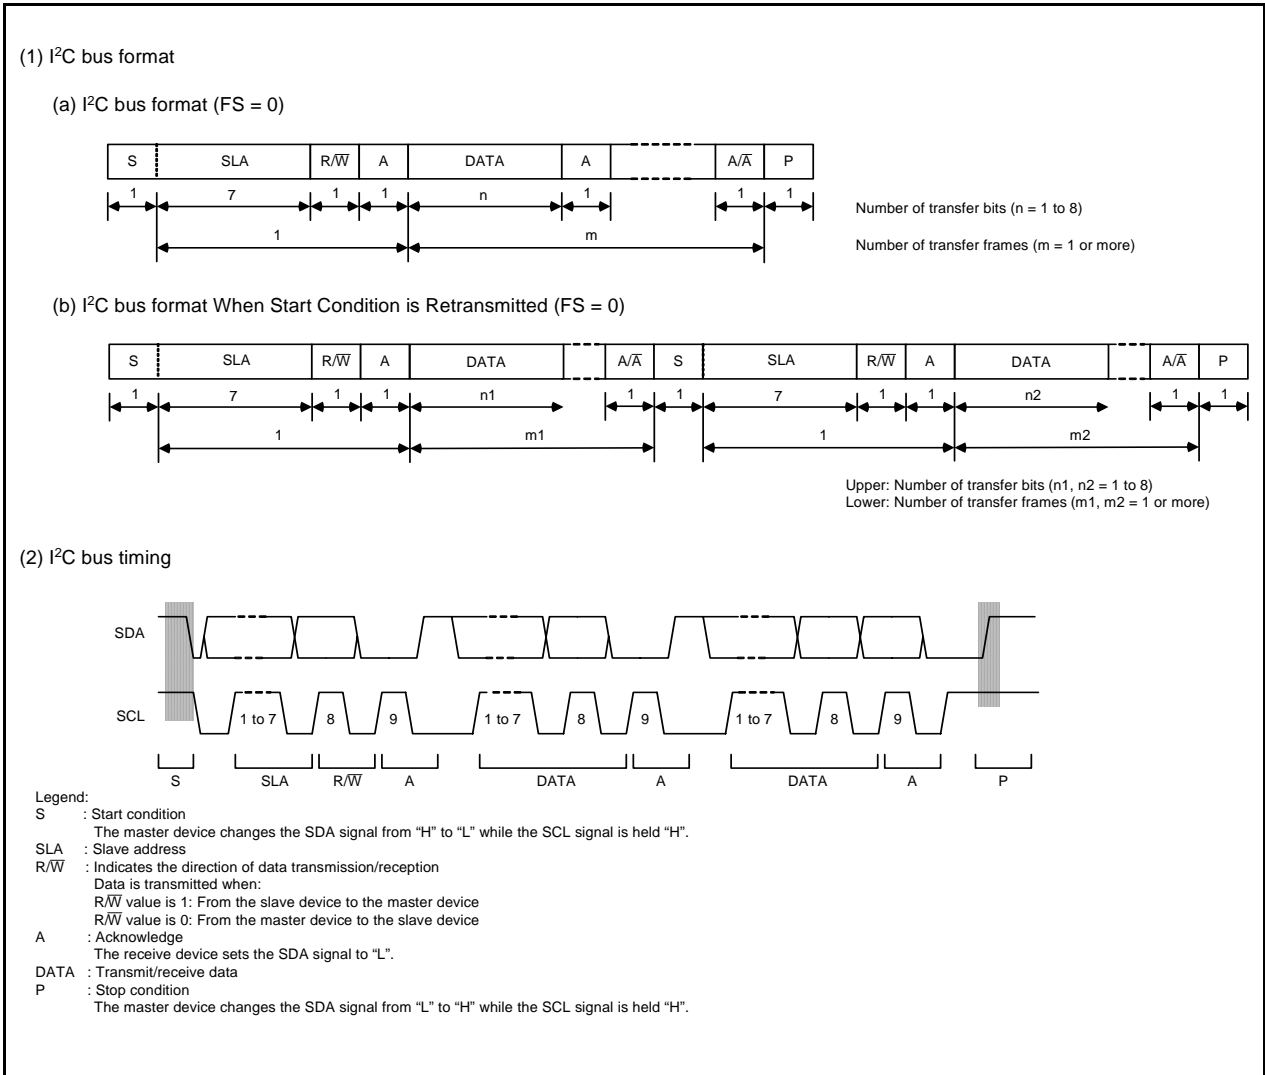 (1) I²C bus format
(a) I²C bus format (FS = 0)
S SLA R/W̅ A DATA A A/A̅ P
1 7 1 1 n 1 1 1
1 m
Number of transfer bits (n = 1 to 8)
Number of transfer frames (m = 1 or more)
(b) I²C bus format When Start Condition is Retransmitted (FS = 0)
S SLA R/W̅ A DATA A/A̅ S SLA R/W̅ A DATA A/A̅ P
1 7 1 1 n1 1 1 7 1 1 n2 1 1
1 m1 1 m2
Upper: Number of transfer bits (n1, n2 = 1 to 8)
Lower: Number of transfer frames (m1, m2 = 1 or more)
(2) I²C bus timing
SDA
SCL 1 to 7 8 9 1 to 7 8 9 1 to 7 8 9
S SLA R/W̅ A DATA A DATA A P
Legend:
S : Start condition
The master device changes the SDA signal from “H” to “L” while the SCL signal is held “H”.
SLA : Slave address
R/W̅ : Indicates the direction of data transmission/reception
Data is transmitted when:
R/W̅ value is 1: From the slave device to the master device
R/W̅ value is 0: From the master device to the slave device
A : Acknowledge
The receive device sets the SDA signal to “L”.
DATA : Transmit/receive data
P : Stop condition
The master device changes the SDA signal from “L” to “H” while the SCL signal is held “H”.